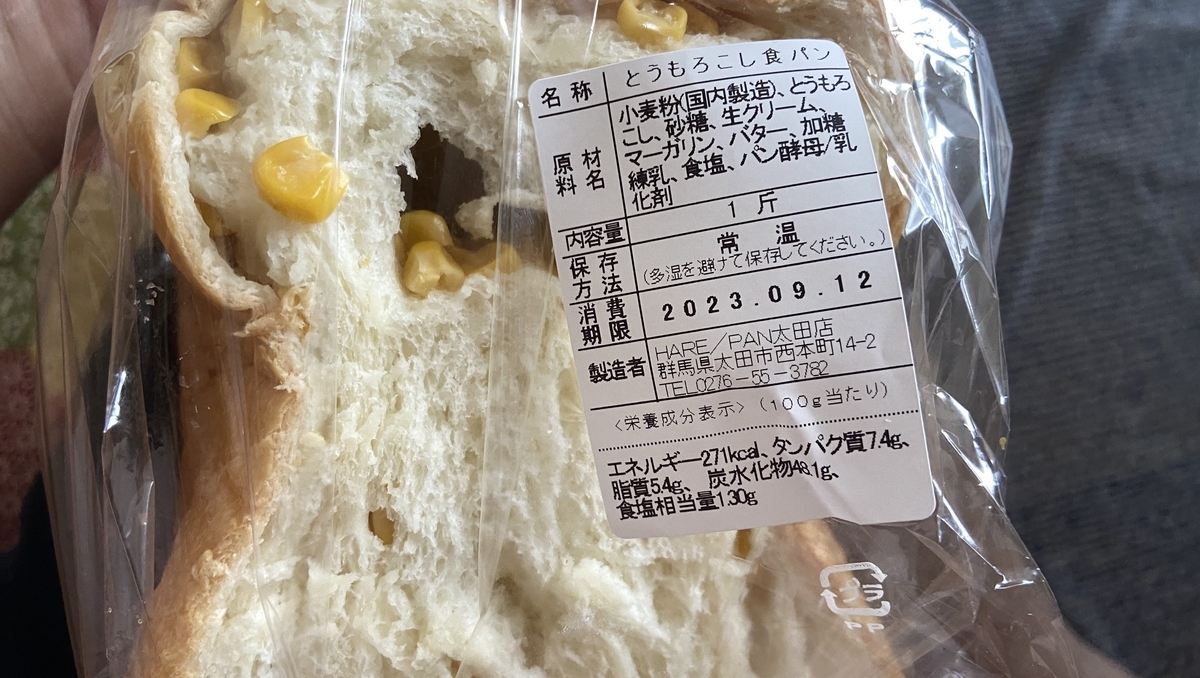 名称 とうもろこし食パン
原材料名 小麦粉(国内製造)、とうもろ
こし、砂糖、生クリーム、
マーガリン、バター、加糖
練乳、食塩、パン酵母/乳
化剤
内容量 1斤
保存方法 常温
(多湿を避けて保存してください。)
消費期限 2023.09.12
製造者 HARE/PAN太田店
群馬県太田市西本町14-2
TEL0276-55-3782
<栄養成分表示>(100g当たり)
エネルギー271kcal、タンパク質7.4g、
脂質5.4g、炭水化物48.1g、
食塩相当量1.30g
プラ
PP